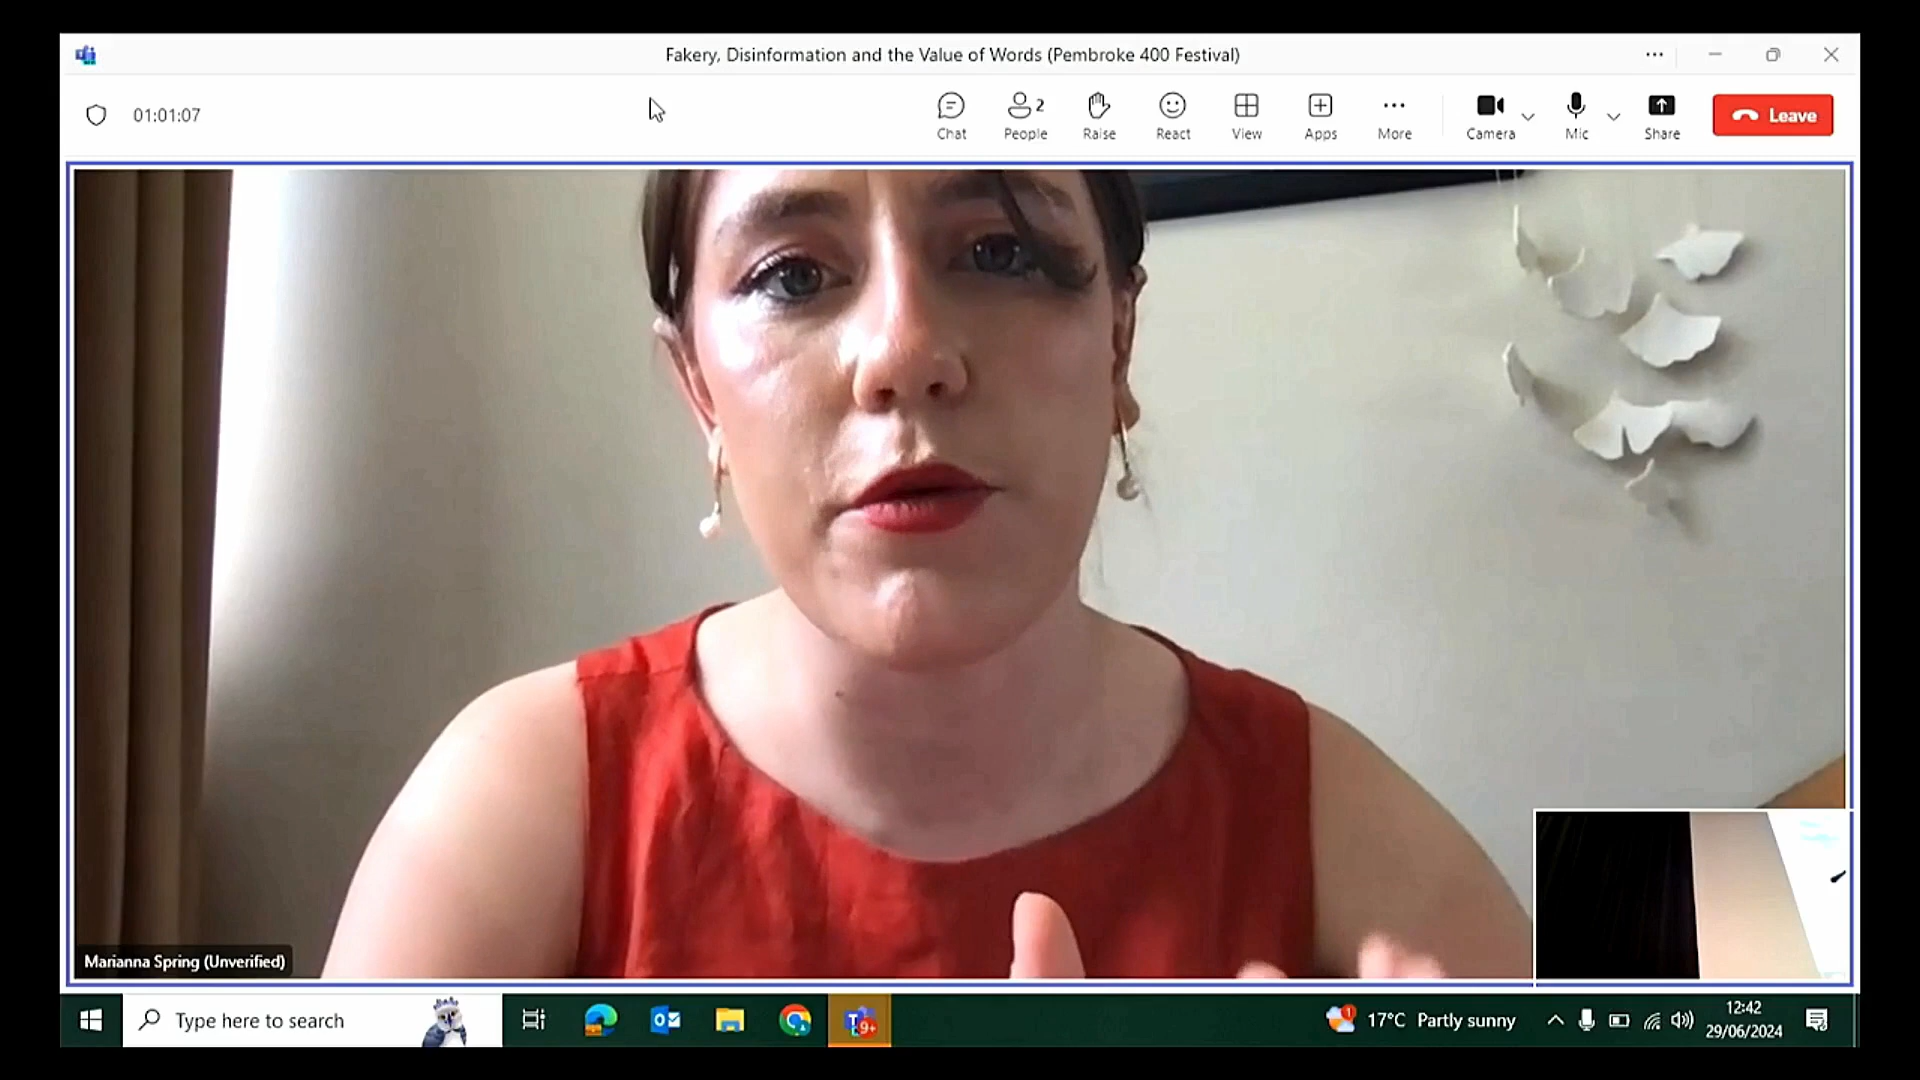 Fakery, Disinformation and the Value of Words (Pembroke 400 Festival)
01:01:07
Chat
People
2
Raise
React
View
Apps
More
Camera
Mic
Share
Leave
Marianna Spring (Unverified)
Type here to search
9+
1
17°C Partly sunny
12:42
29/06/2024